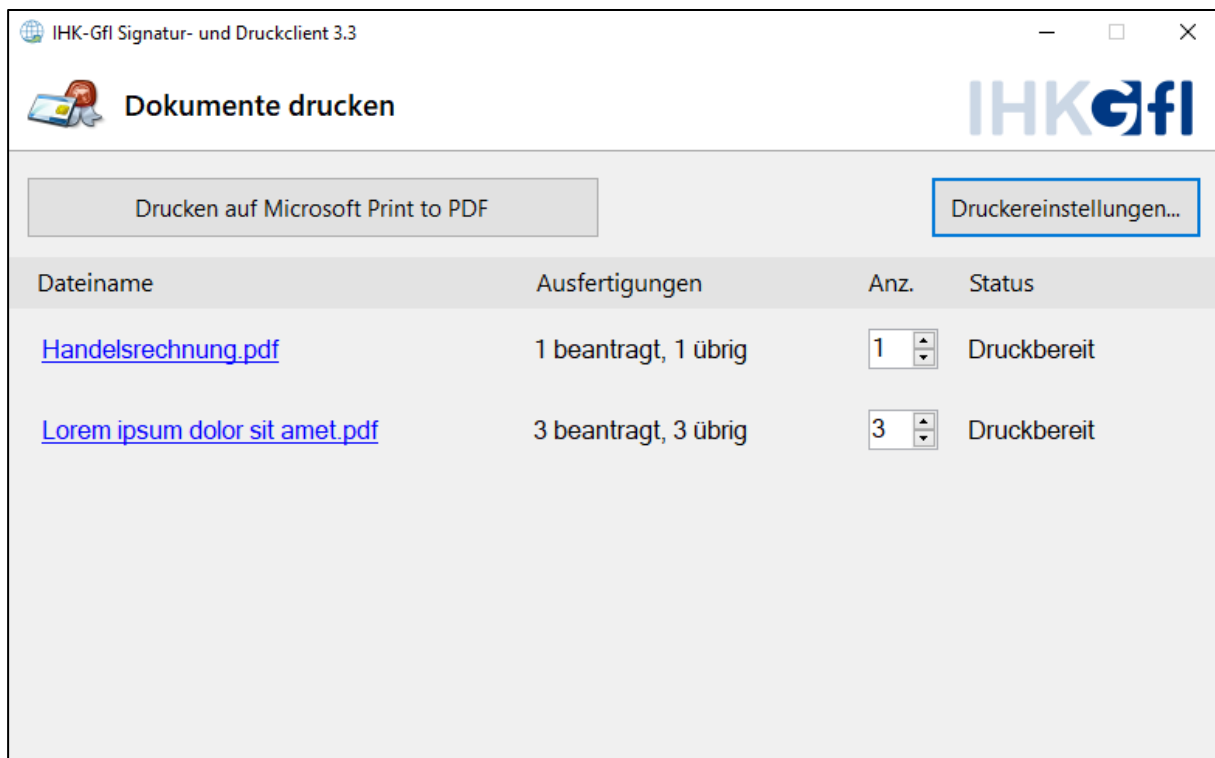 IHK-GfI Signatur- und Druckclient 3.3
Dokumente drucken
IHKGfI
Drucken auf Microsoft Print to PDF
Druckereinstellungen...
Dateiname Ausfertigungen Anz. Status
Handelsrechnung.pdf 1 beantragt, 1 übrig 1 Druckbereit
Lorem ipsum dolor sit amet.pdf 3 beantragt, 3 übrig 3 Druckbereit